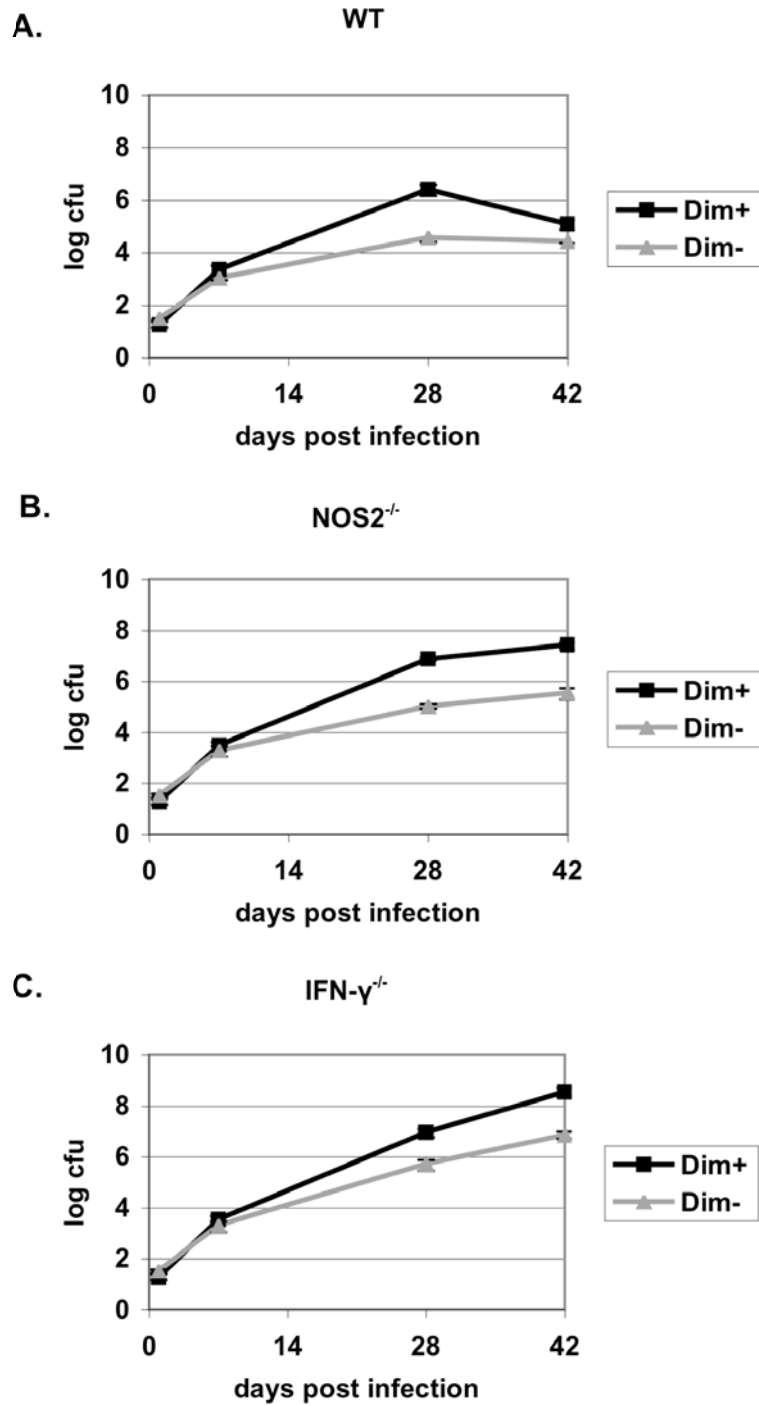 A.
WT
10
8
6
4
2
0
log cfu
0 14 28 42
days post infection
Dim+
Dim-
B.
NOS2-/-
10
8
6
4
2
0
log cfu
0 14 28 42
days post infection
Dim+
Dim-
C.
IFN-γ-/-
10
8
6
4
2
0
log cfu
0 14 28 42
days post infection
Dim+
Dim-